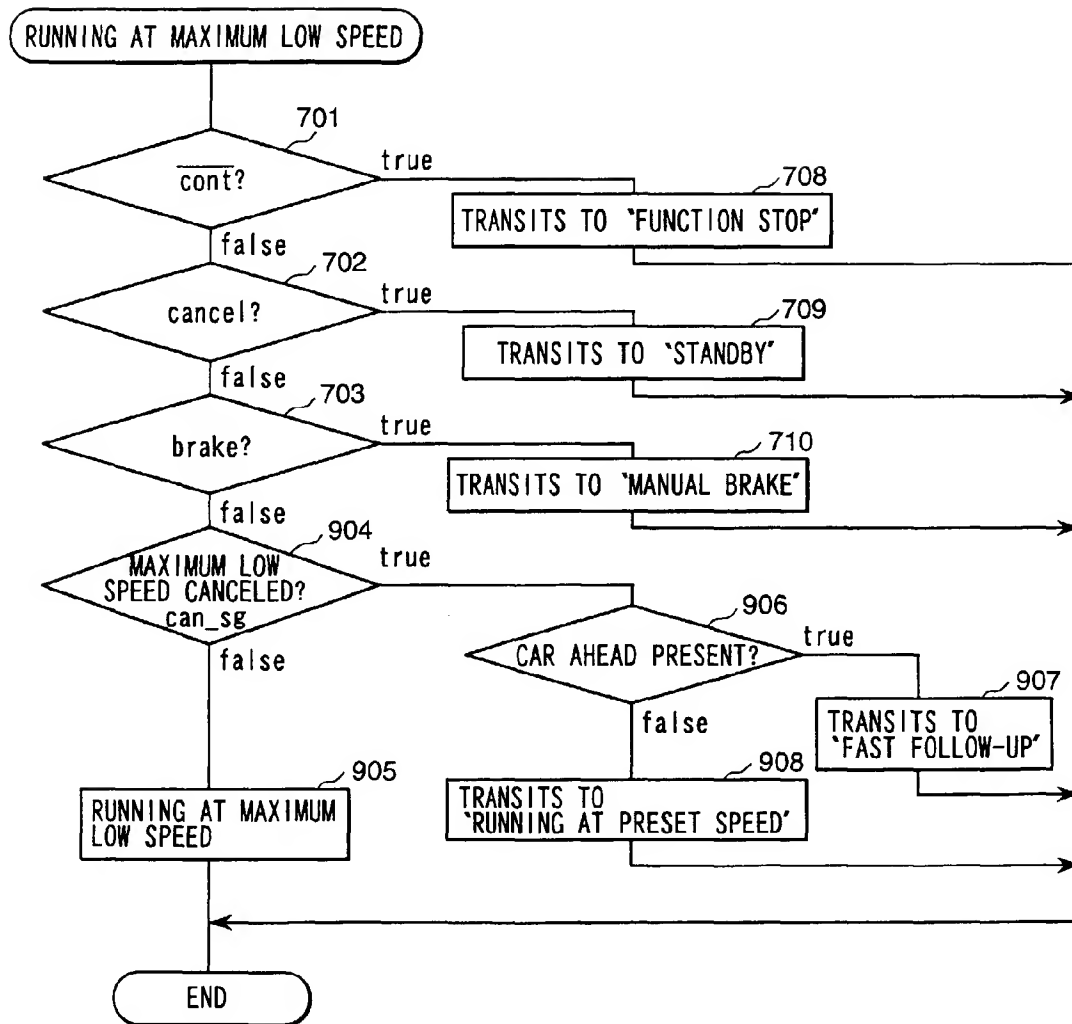 RUNNING AT MAXIMUM LOW SPEED
701
cont?
true
708
TRANSITS TO "FUNCTION STOP"
false
702
cancel?
true
709
TRANSITS TO "STANDBY"
false
703
brake?
true
710
TRANSITS TO "MANUAL BRAKE"
false
904
MAXIMUM LOW
SPEED CANCELED?
can_sg
true
906
CAR AHEAD PRESENT?
true
907
TRANSITS TO
"FAST FOLLOW-UP"
false
908
TRANSITS TO
"RUNNING AT PRESET SPEED"
false
905
RUNNING AT MAXIMUM
LOW SPEED
END